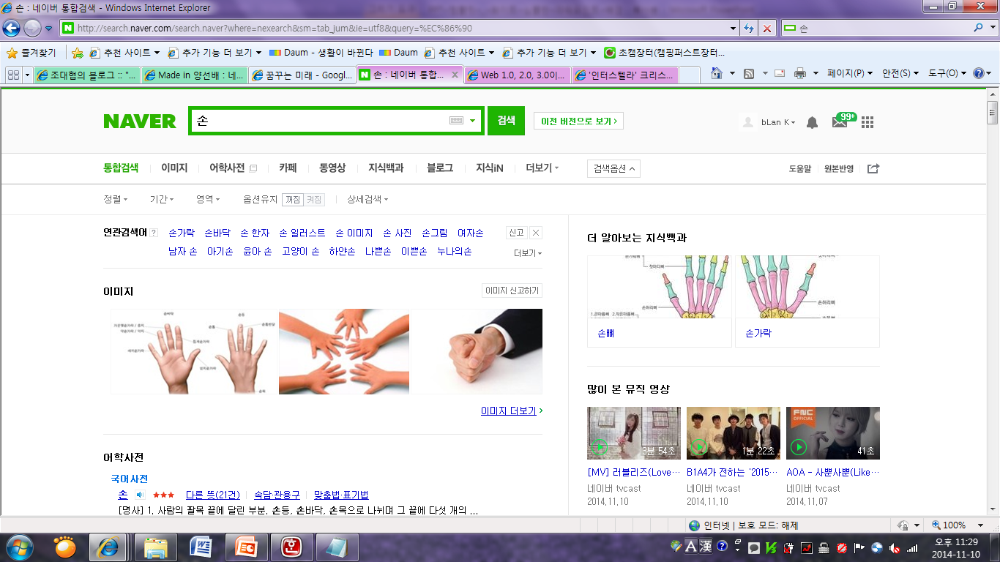 손 : 네이버 통합검색 - Windows Internet Explorer
http://search.naver.com/search.naver?where=nexearch&sm=tab_jum&ie=utf8&query=%EC%86%90
손
즐겨찾기 추천 사이트 추가 기능 더 보기 Daum - 생활이 바뀐다 Daum 추천 사이트 추가 기능 더 보기 초캠장터(캠핑퍼스트장터...
조대협의 블로그 :: "... Made in 양선배 : 네... 꿈꾸는 미래 - Googl... 손 : 네이버 통합... Web 1.0, 2.0, 3.0이... '인터스텔라' 크리스... 페이지(P) 안전(S) 도구(O)
NAVER 손 검색 이전 버전으로 보기 bLan K 99+
통합검색 이미지 어학사전 카페 동영상 지식백과 블로그 지식iN 더보기 검색옵션 도움말 원본반영
정렬 기간 영역 옵션유지 꺼짐 켜짐 상세검색
연관검색어 ? 손가락 손바닥 손 한자 손 일러스트 손 이미지 손 사진 손그림 여자손 신고
남자 손 아기손 윤아 손 고양이 손 하얀손 나쁜손 이쁜손 누나의손 더보기
이미지 이미지 신고하기
손바닥 손등
이미지 더보기
어학사전
국어사전
손 다른 뜻(21건) 속담·관용구 맞춤법·표기법
[명사] 1. 사람의 팔목 끝에 달린 부분. 손등, 손바닥, 손목으로 나뉘며 그 끝에 다섯 개의 ...
더 알아보는 지식백과
손허리뼈 손허리뼈
손뼈 손가락
많이 본 뮤직 영상
3분 54초 1분 22초 FNC OFFICIAL 41초
[MV] 러블리즈(Love… B1A4가 전하는 '2015… AOA - 사뿐사뿐(Like…
네이버 tvcast 네이버 tvcast 네이버 tvcast
2014.11.10 2014.11.10 2014.11.07
인터넷 | 보호 모드: 해제 100%
A 漢 오후 11:29
2014-11-10